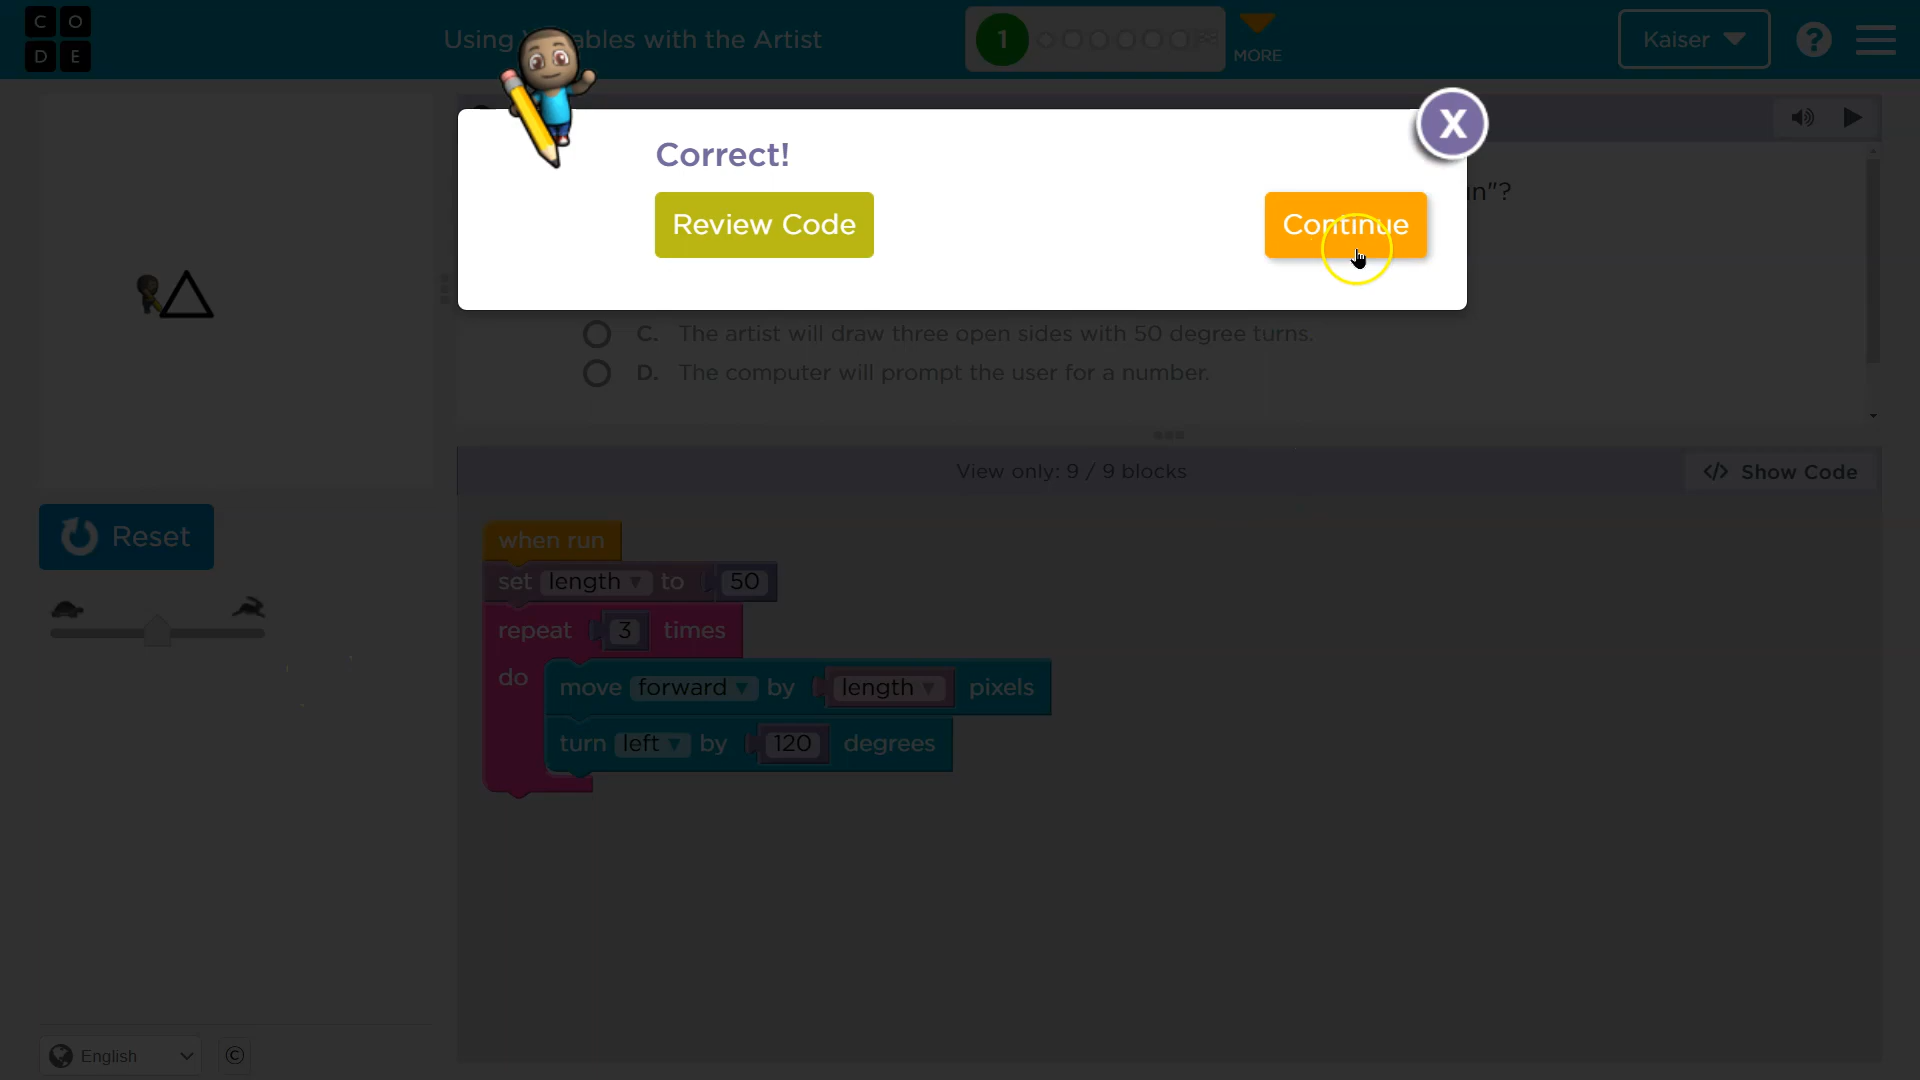 C O
D E
Using Variables with the Artist
1
MORE
Kaiser
?
X
Correct!
Review Code
Continue
n"?
C. The artist will draw three open sides with 50 degree turns.
D. The computer will prompt the user for a number.
View only: 9 / 9 blocks
</> Show Code
Reset
when run
set length ▼ to 50
repeat 3 times
do
move forward ▼ by length ▼ pixels
turn left ▼ by 120 degrees
English
©